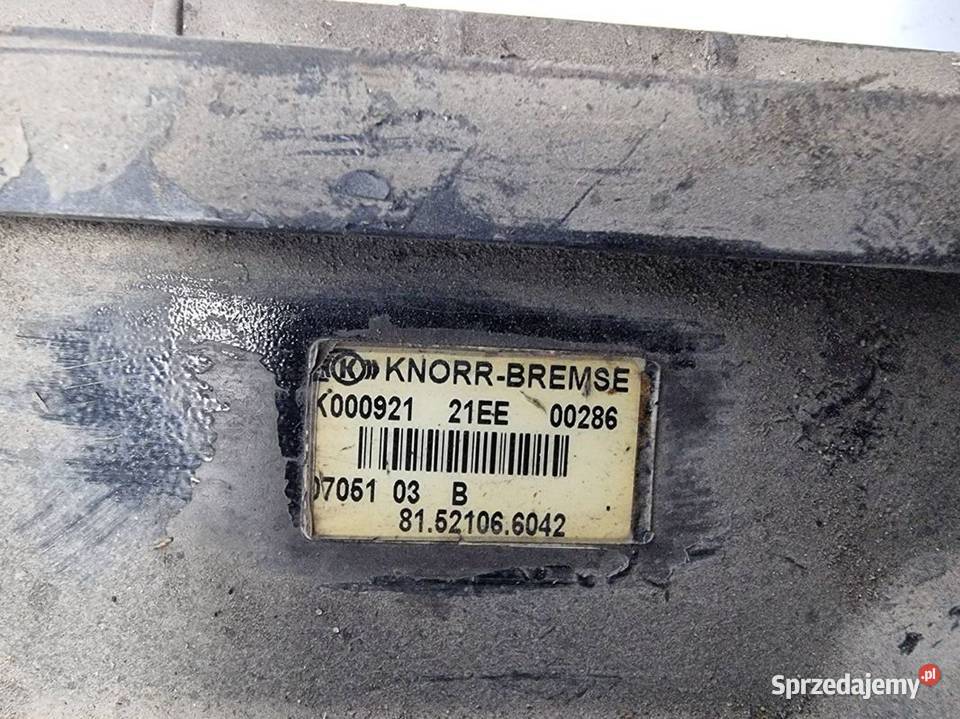 K KNORR-BREMSE
K000921 21EE 00286
07051 03 B
81.52106.6042
Sprzedajemy.pl